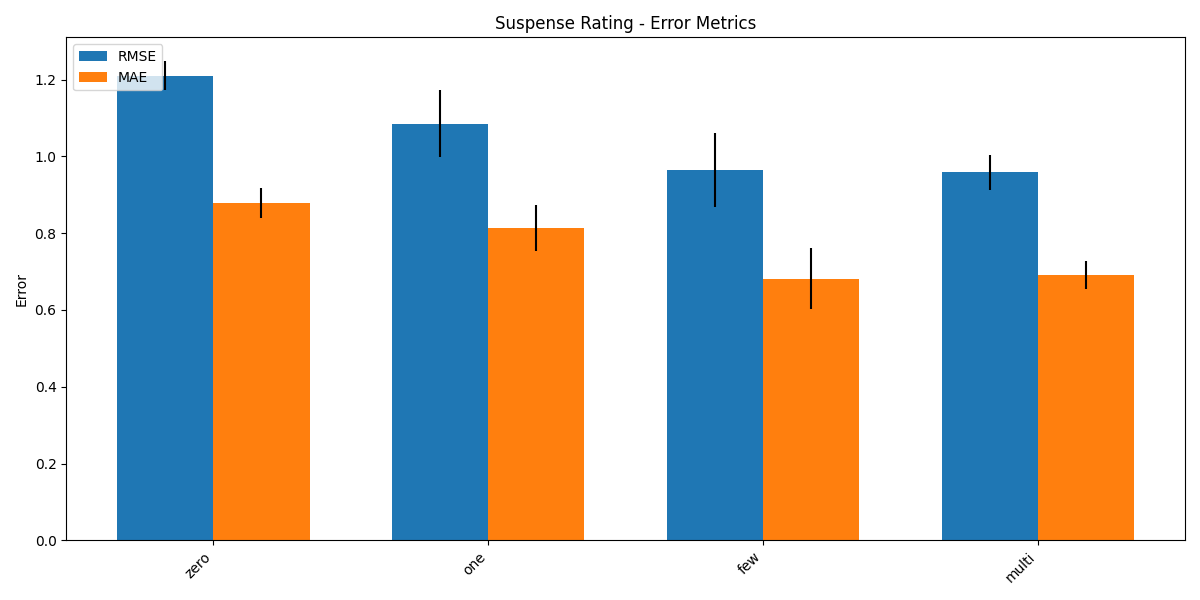 Suspense Rating - Error Metrics
RMSE
MAE
Error
1.2
1.0
0.8
0.6
0.4
0.2
0.0
zero
one
few
multi